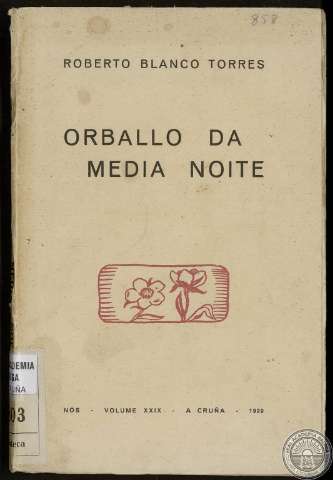 858
ROBERTO BLANCO TORRES
ORBALLO DA
MEDIA NOITE
NÓS - VOLUME XXIX - A CRUÑA - 1929